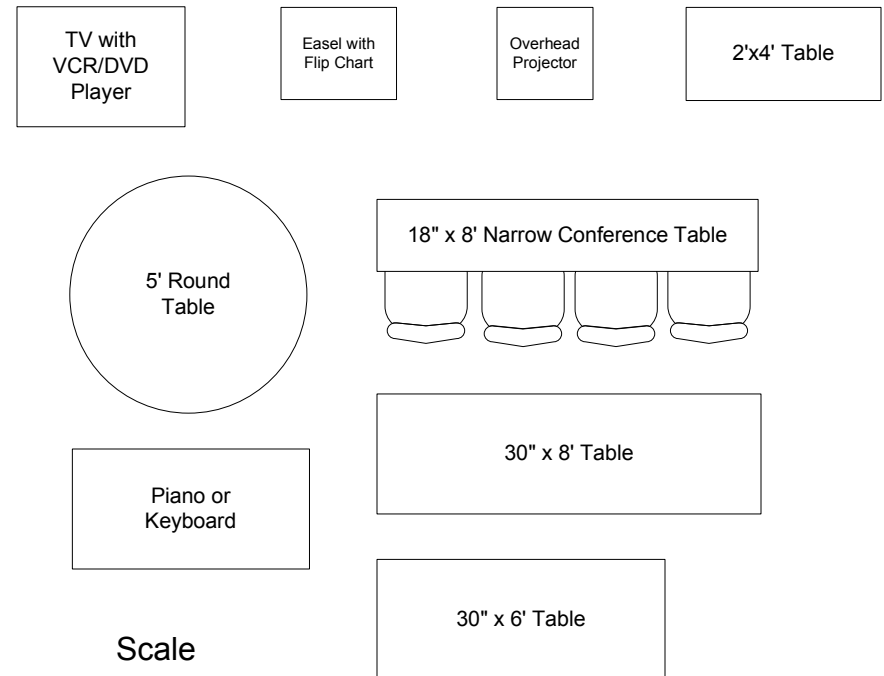 TV with
VCR/DVD
Player
Easel with
Flip Chart
Overhead
Projector
2'x4' Table
5' Round
Table
18" x 8' Narrow Conference Table
30" x 8' Table
Piano or
Keyboard
30" x 6' Table
Scale